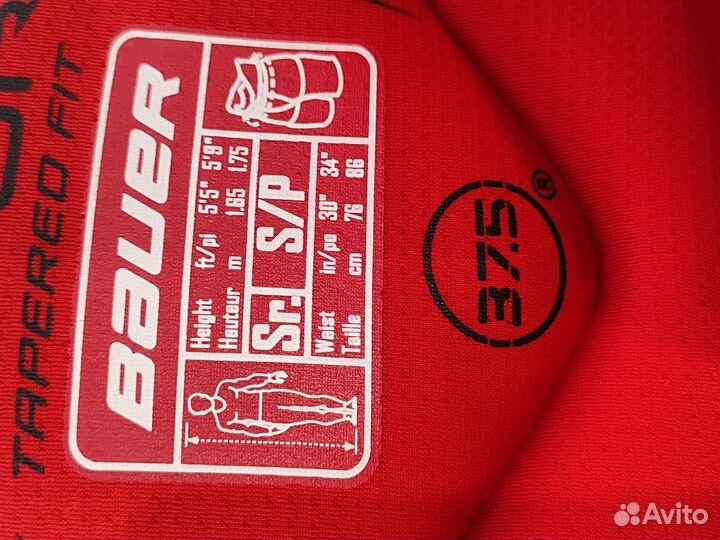 TAPERED FIT
BAUER
Height ft/pi 5'5" 5'9"
Hauteur m 1.65 1.75
Sr. S/P
Waist in/po 30" 34"
Taille cm 76 86
37.5®
Avito